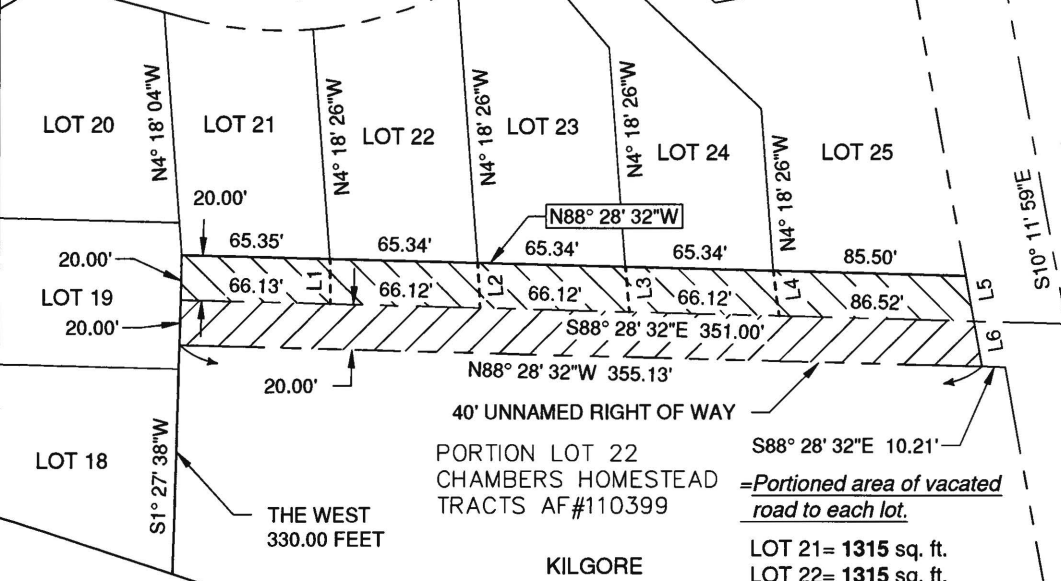 LOT 20
N4° 18' 04"W
LOT 21
N4° 18' 26"W
LOT 22
N4° 18' 26"W
LOT 23
N4° 18' 26"W
LOT 24
N4° 18' 26"W
LOT 25
S10° 11' 59"E
20.00'
N88° 28' 32"W
65.35'
65.34'
65.34'
65.34'
85.50'
20.00'
LOT 19
20.00'
66.13'
L1
66.12'
L2
66.12'
L3
66.12'
L4
86.52'
L5
L6
S88° 28' 32"E 351.00'
20.00'
N88° 28' 32"W 355.13'
40' UNNAMED RIGHT OF WAY
S88° 28' 32"E 10.21'
LOT 18
S1° 27' 38"W
THE WEST
330.00 FEET
PORTION LOT 22
CHAMBERS HOMESTEAD
TRACTS AF#110399
KILGORE
=Portioned area of vacated
road to each lot.
LOT 21= 1315 sq. ft.
LOT 22= 1315 sq. ft.